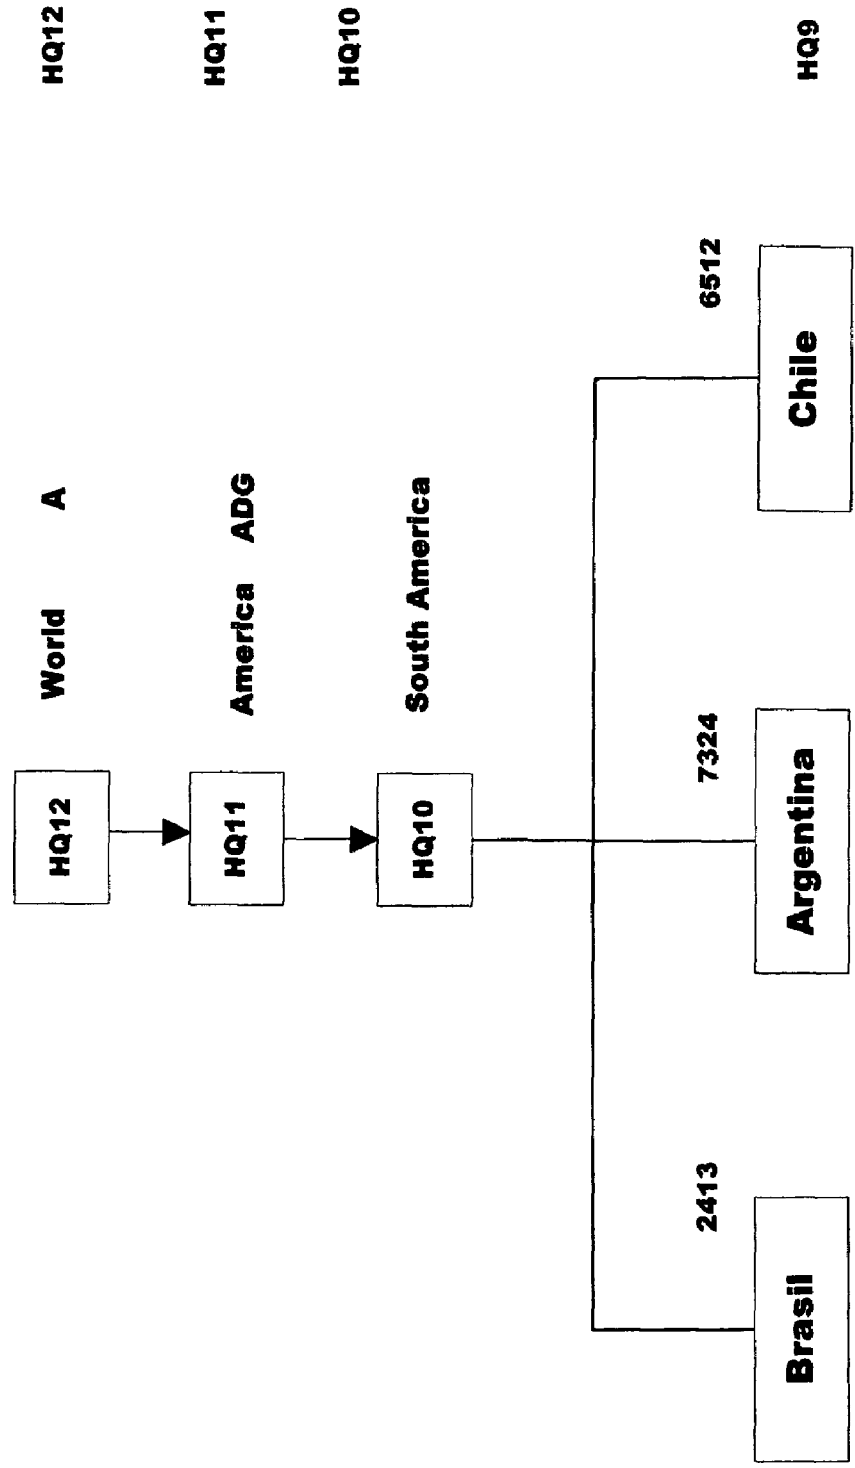 HQ12 World A HQ12
HQ11 America ADG HQ11
HQ10 South America HQ10
2413 7324 6512
Brasil Argentina Chile HQ9